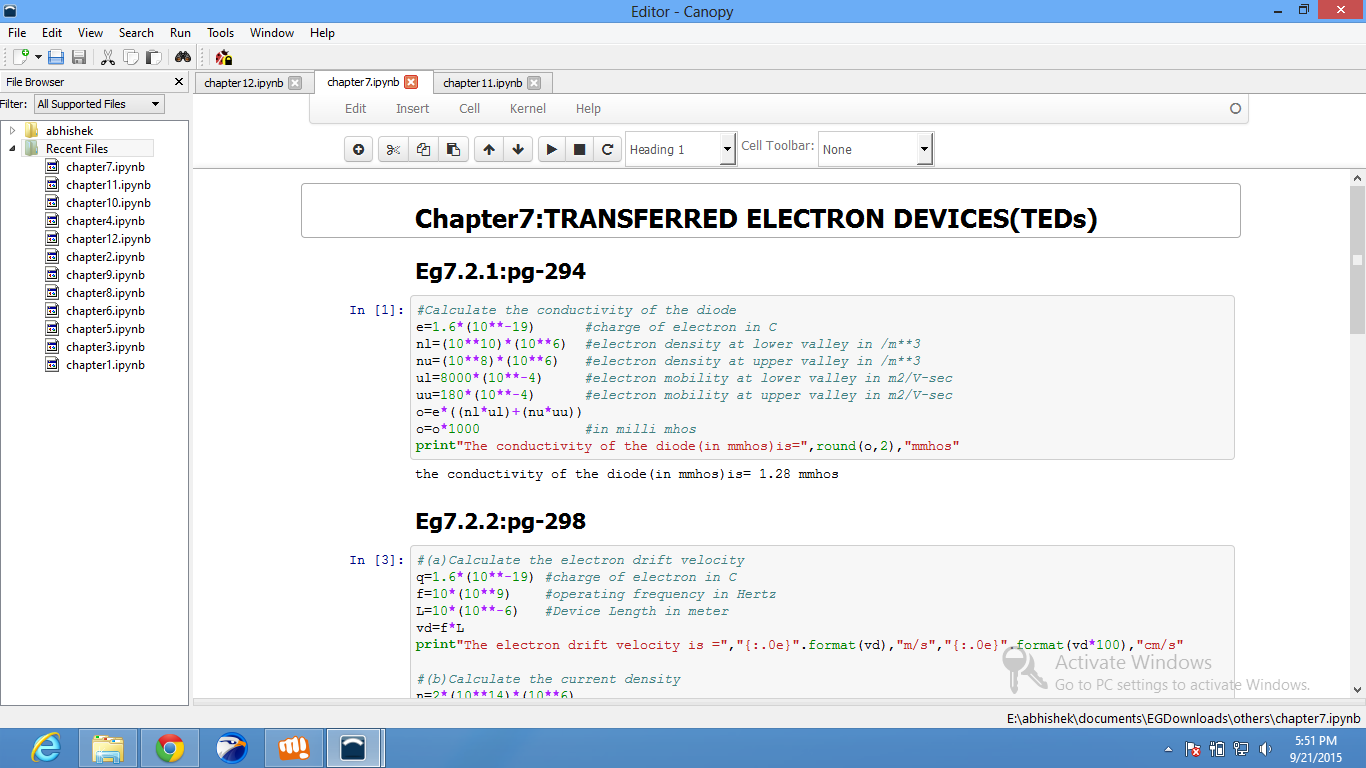 Editor - Canopy
File Edit View Search Run Tools Window Help
File Browser
Filter: All Supported Files
abhishek
Recent Files
chapter7.ipynb
chapter11.ipynb
chapter10.ipynb
chapter4.ipynb
chapter12.ipynb
chapter2.ipynb
chapter9.ipynb
chapter8.ipynb
chapter6.ipynb
chapter5.ipynb
chapter3.ipynb
chapter1.ipynb
chapter12.ipynb chapter7.ipynb chapter11.ipynb
Edit Insert Cell Kernel Help
Heading 1 Cell Toolbar: None
Chapter7:TRANSFERRED ELECTRON DEVICES(TEDs)
Eg7.2.1:pg-294
In [1]: #Calculate the conductivity of the diode
e=1.6*(10**-19) #charge of electron in C
nl=(10**10)*(10**6) #electron density at lower valley in /m**3
nu=(10**8)*(10**6) #electron density at upper valley in /m**3
ul=8000*(10**-4) #electron mobility at lower valley in m2/V-sec
uu=180*(10**-4) #electron mobility at upper valley in m2/V-sec
o=e*((nl*ul)+(nu*uu))
o=o*1000 #in milli mhos
print"The conductivity of the diode(in mmhos)is=",round(o,2),"mmhos"
the conductivity of the diode(in mmhos)is= 1.28 mmhos
Eg7.2.2:pg-298
In [3]: #(a)Calculate the electron drift velocity
q=1.6*(10**-19) #charge of electron in C
f=10*(10**9) #operating frequency in Hertz
L=10*(10**-6) #Device Length in meter
vd=f*L
print"The electron drift velocity is =","{:.0e}".format(vd),"m/s","{:.0e}".format(vd*100),"cm/s"
#(b)Calculate the current density
n=2*(10**14)*(10**6)
Activate Windows
Go to PC settings to activate Windows.
E:\abhishek\documents\EGDownloads\others\chapter7.ipynb
5:51 PM
9/21/2015